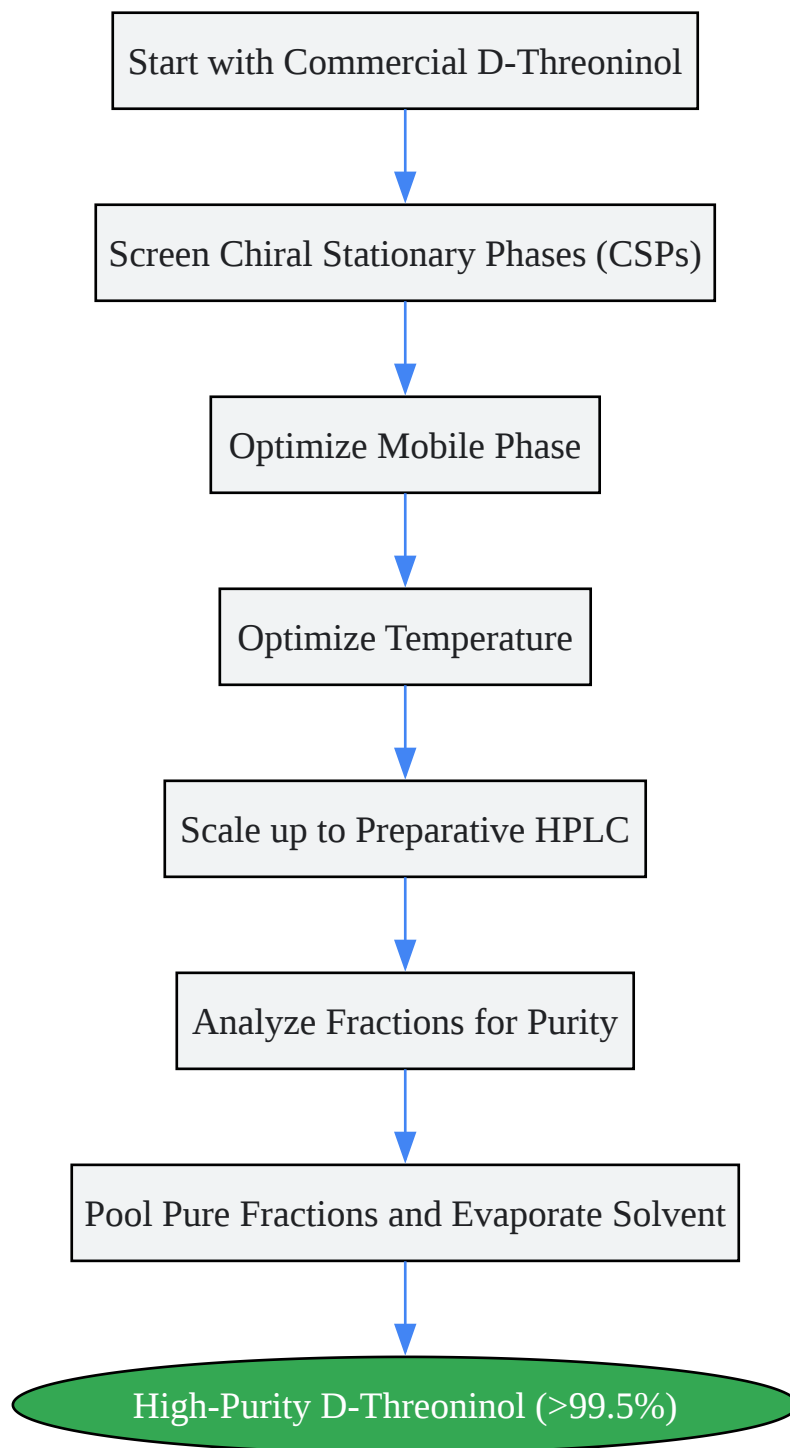 Start with Commercial D-Threoninol
Screen Chiral Stationary Phases (CSPs)
Optimize Mobile Phase
Optimize Temperature
Scale up to Preparative HPLC
Analyze Fractions for Purity
Pool Pure Fractions and Evaporate Solvent
High-Purity D-Threoninol (>99.5%)